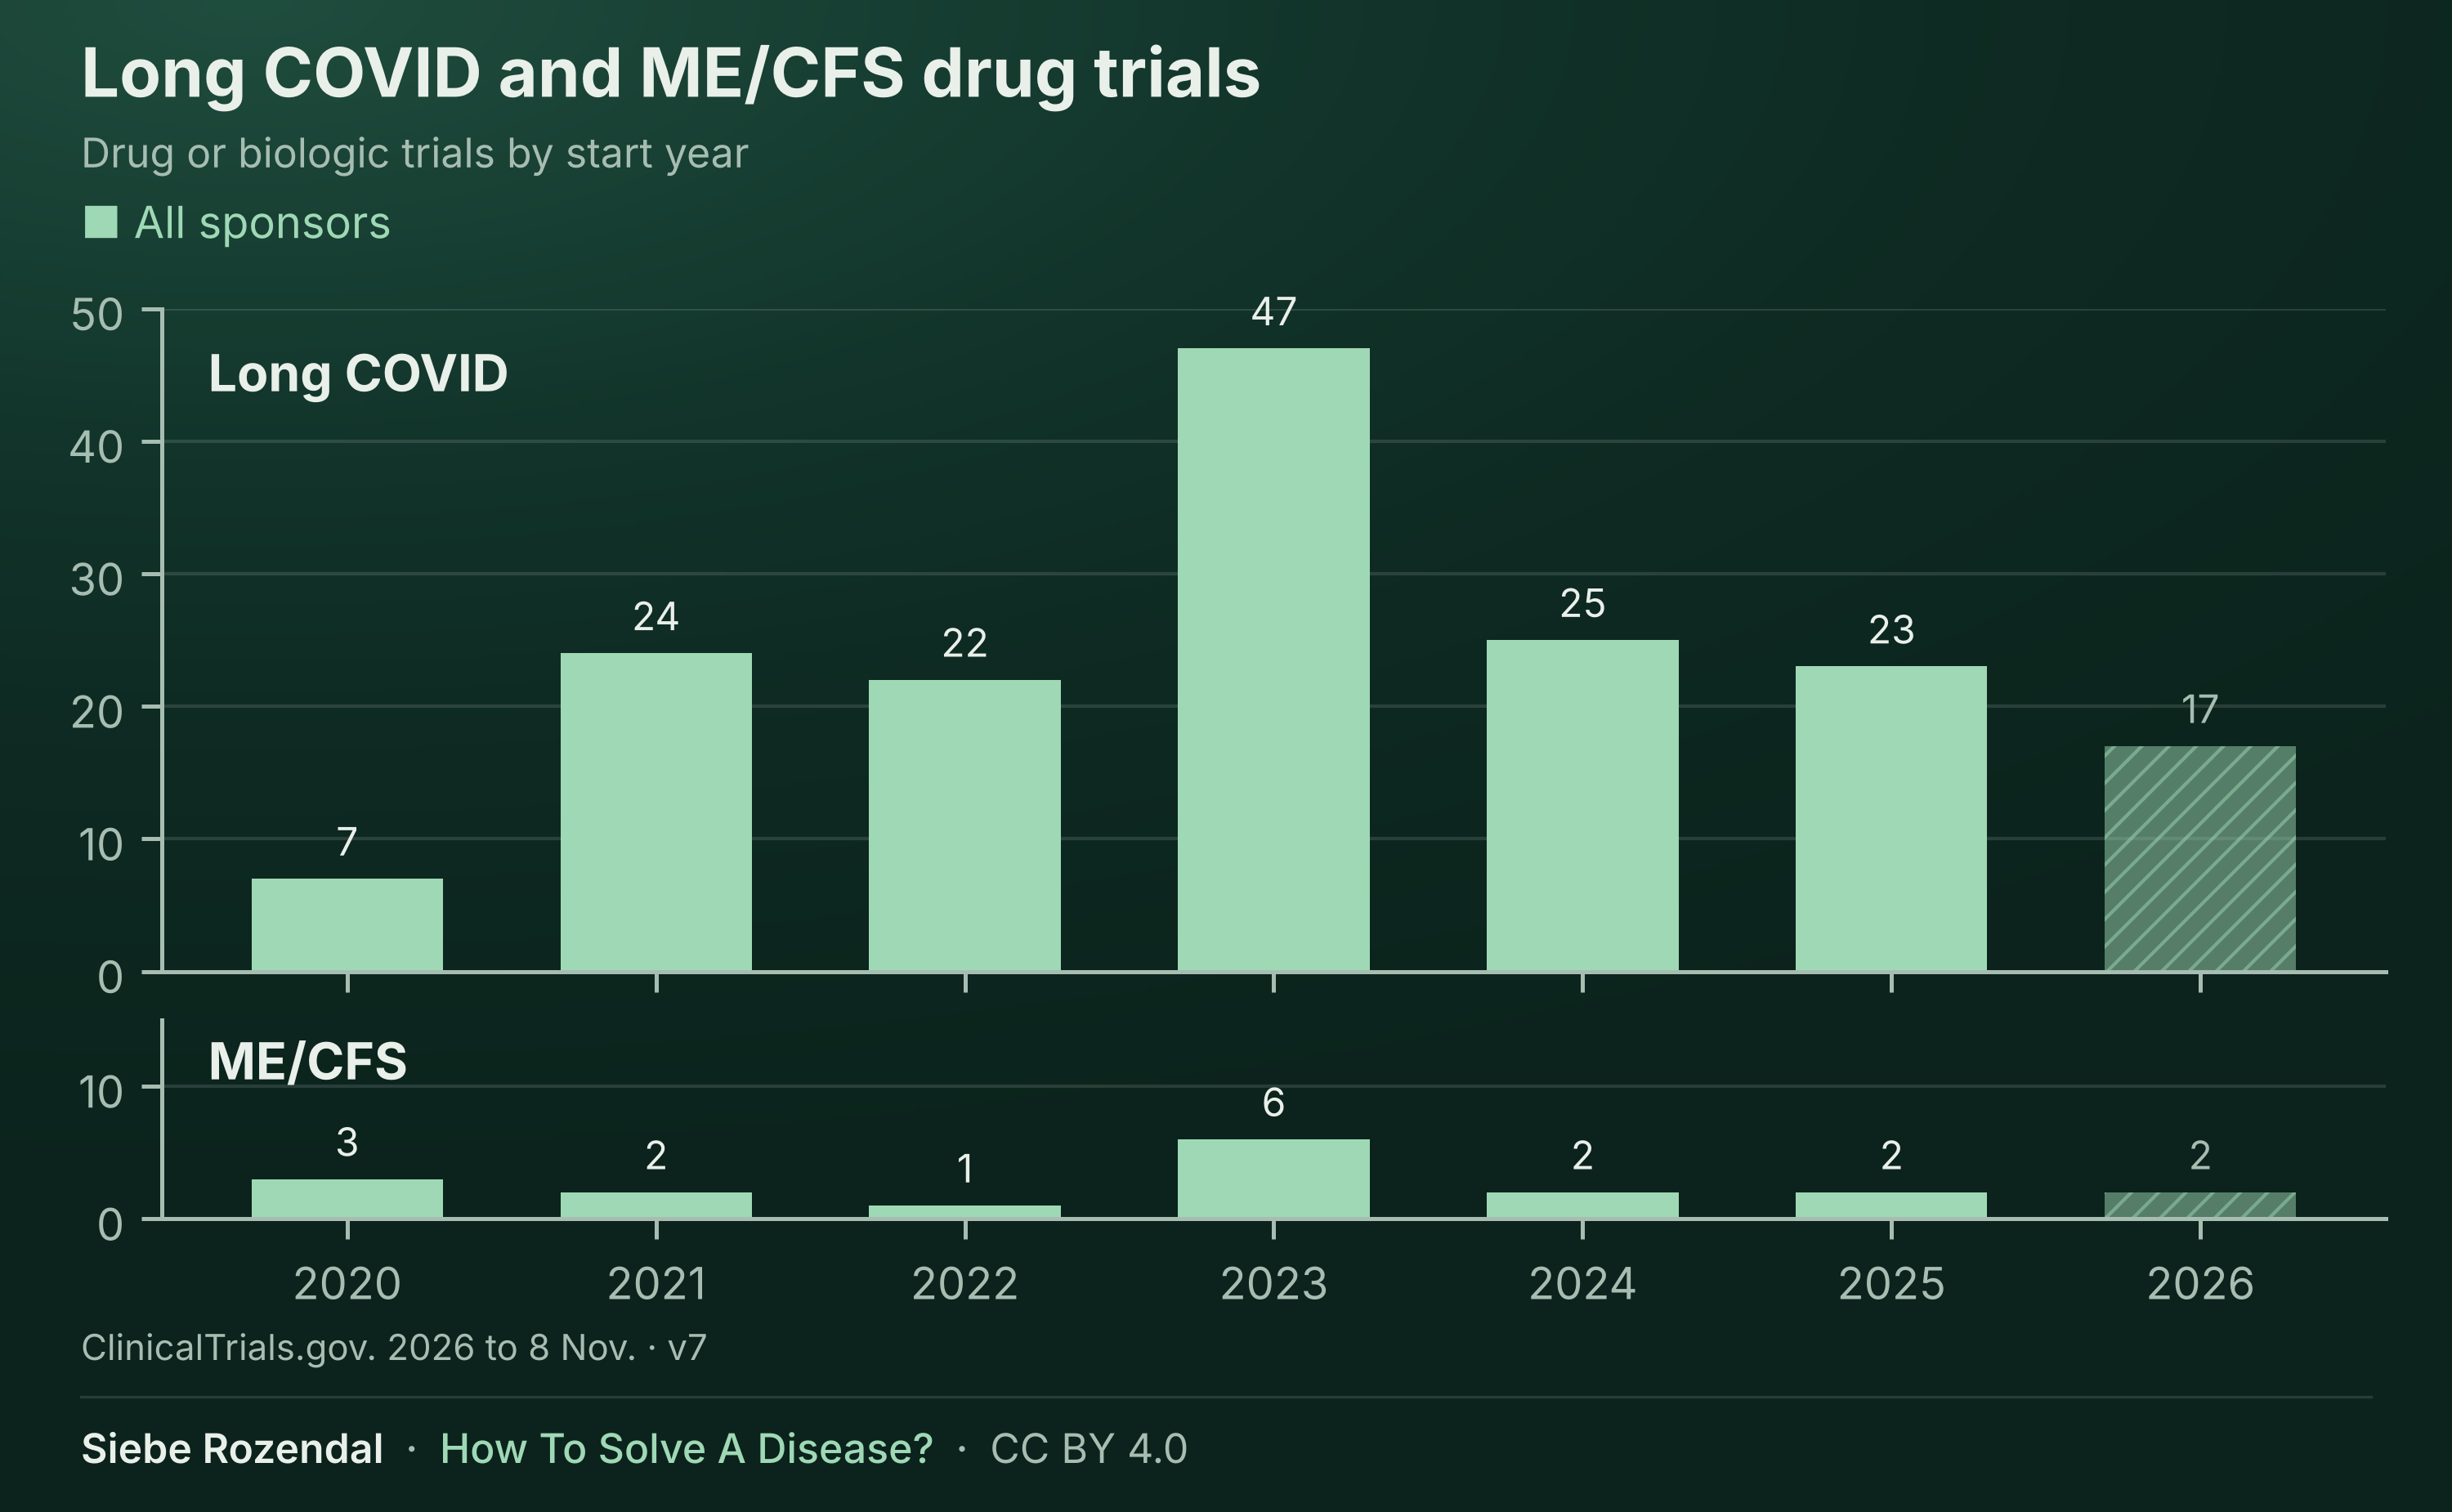 Long COVID and ME/CFS drug trials
Drug or biologic trials by start year
All sponsors
50
47
Long COVID
40
30
24
22
25
23
20
17
10
7
0
ME/CFS
10
3
2
1
6
2
2
2
0
2020 2021 2022 2023 2024 2025 2026
ClinicalTrials.gov. 2026 to 8 Nov. · v7
Siebe Rozendal · How To Solve A Disease? · CC BY 4.0